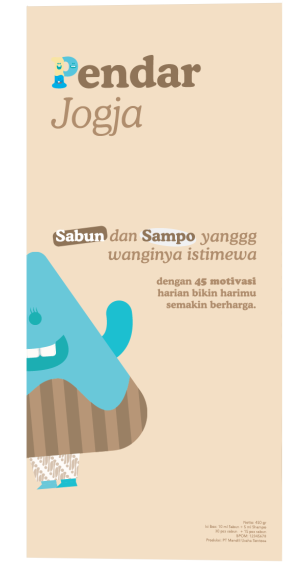 Pendar
Jogja
Sabun dan Sampo yanggg
wanginya istimewa
dengan 45 motivasi
harian bikin harimu
semakin berharga.